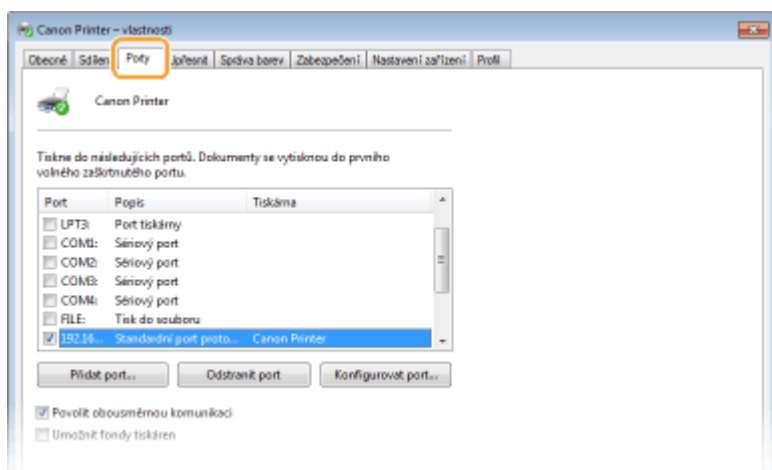 Canon Printer – vlastnosti
Obecné Sdílen Porty Upřesnit Správa barev Zabezpečení Nastavení zařízení Profil
Canon Printer
Tiskne do následujících portů. Dokumenty se vytisknou do prvního
volného zaškrtnutého portu.
Port Popis Tiskárna
LPT3: Port tiskárny
COM1: Sériový port
COM2: Sériový port
COM3: Sériový port
COM4: Sériový port
FILE: Tisk do souboru
192.16... Standardní port proto... Canon Printer
Přidat port... Odstranit port Konfigurovat port...
Povolit obousměrnou komunikaci
Umožnit fondy tiskáren